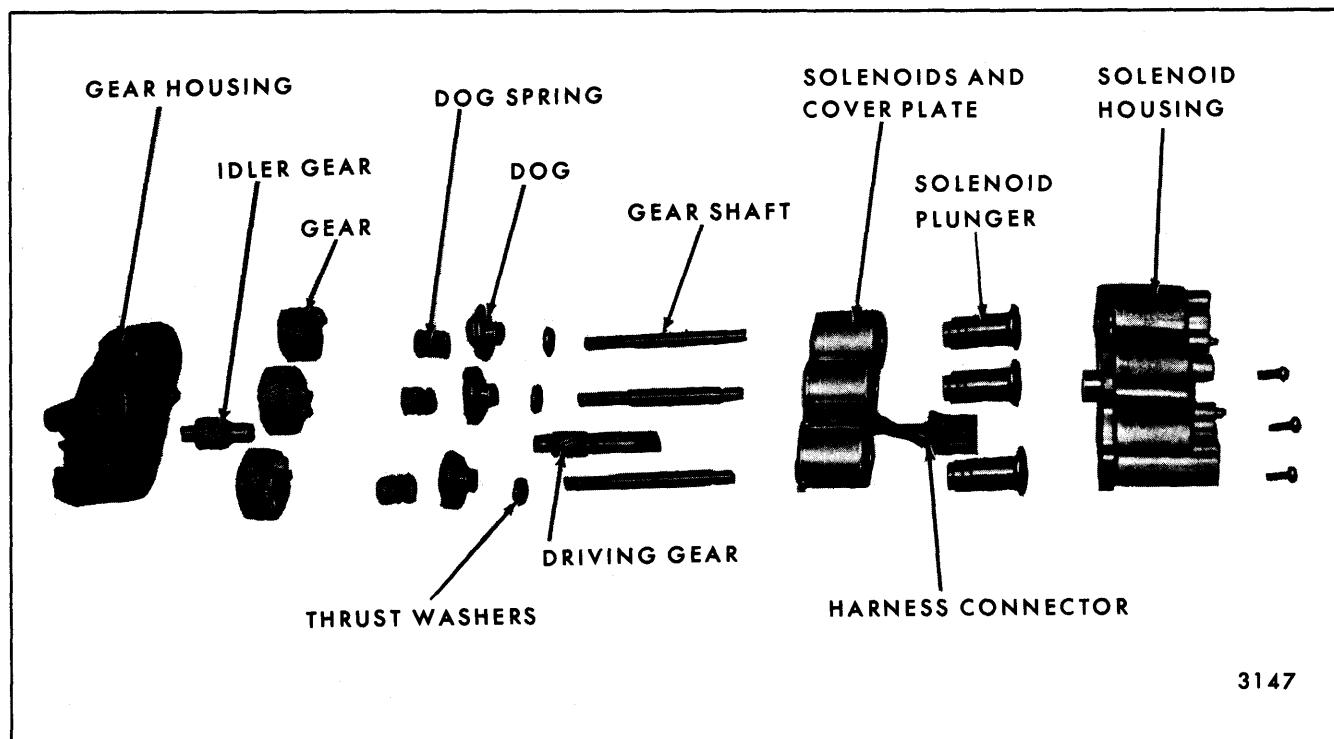 GEAR HOUSING
DOG SPRING
SOLENOIDS AND
COVER PLATE
SOLENOID
HOUSING
IDLER GEAR
DOG
SOLENOID
PLUNGER
GEAR
GEAR SHAFT
DRIVING GEAR
THRUST WASHERS
HARNESS CONNECTOR
3147